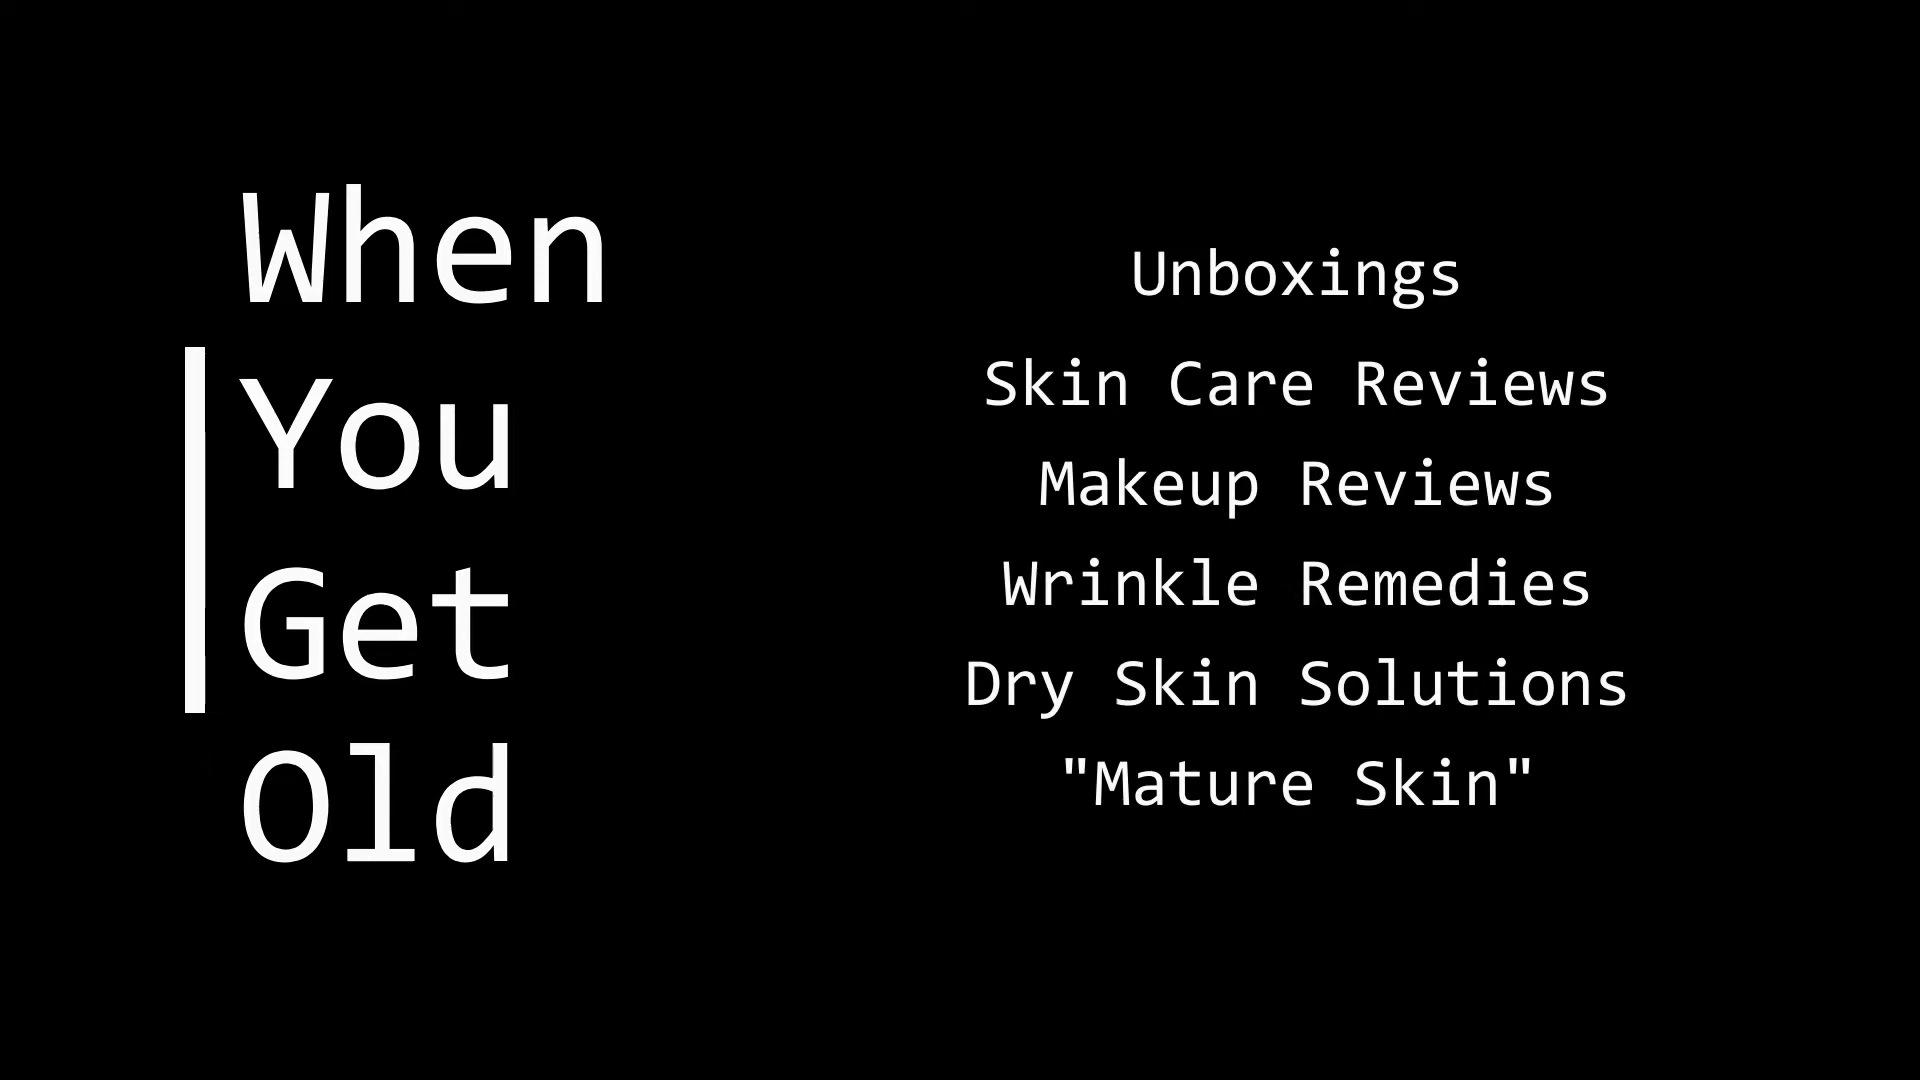 When
You
Get
Old
Unboxings
Skin Care Reviews
Makeup Reviews
Wrinkle Remedies
Dry Skin Solutions
"Mature Skin"